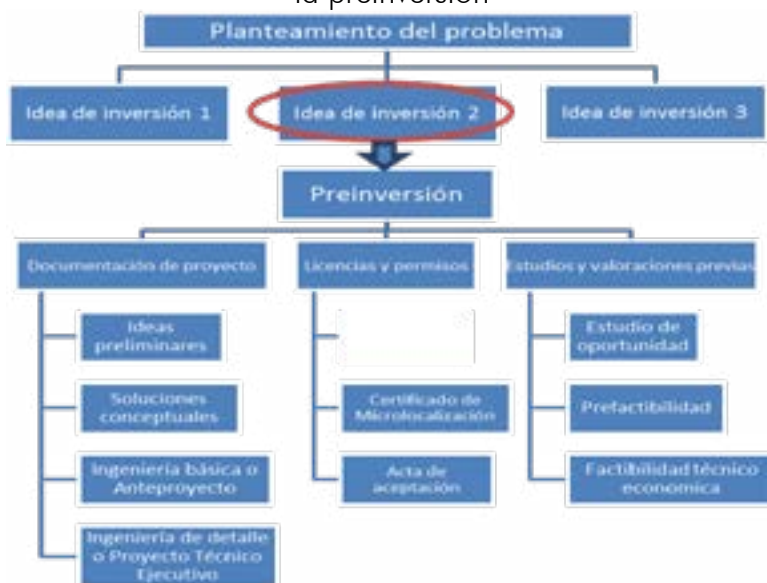 la preinversión
Planteamiento del problema
Idea de inversión 1
Idea de inversión 2
Idea de inversión 3
Preinversión
Documentación de proyecto
Licencias y permisos
Estudios y valoraciones previas
Ideas
preliminares
Soluciones
conceptuales
Ingeniería básica o
Anteproyecto
Ingeniería de detalle
o Proyecto Técnico
Ejecutivo
Certificado de
Microlocalización
Acta de
aceptación
Estudio de
oportunidad
Prefactibilidad
Factibilidad técnico
economica